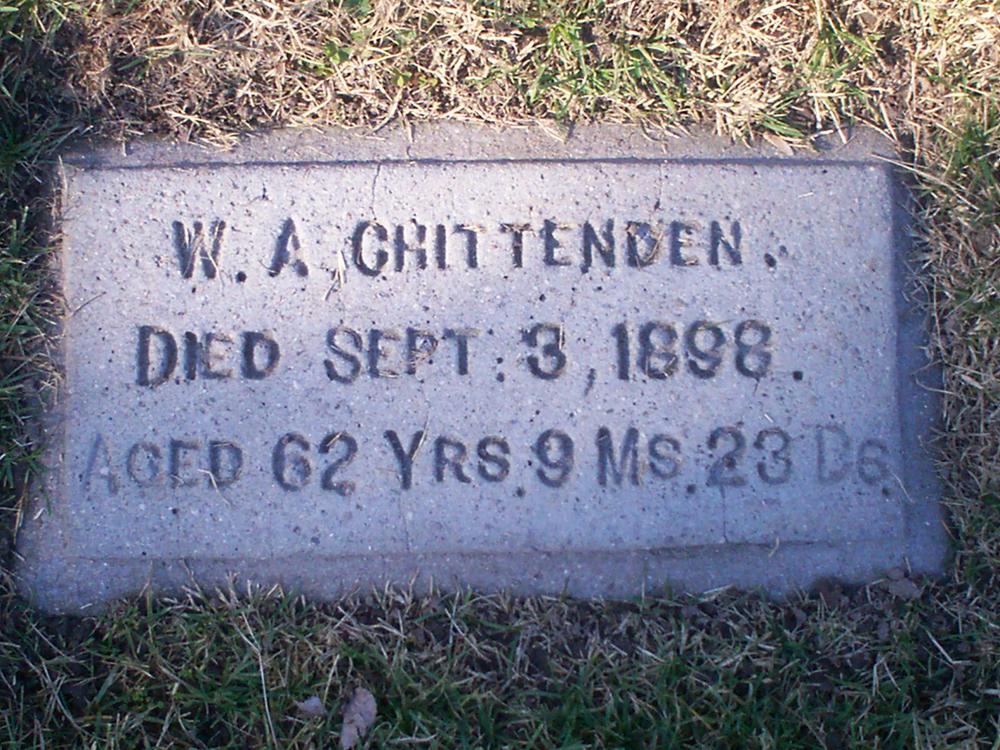 W. A. CHITTENDEN.
DIED SEPT. 3, 1898.
AGED 62 YRS. 9 MS. 23 DS.